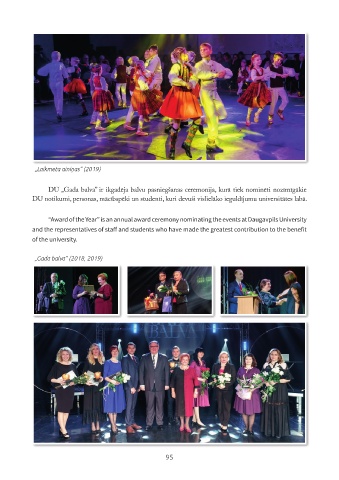 „Laikmeta ainiņas” (2019)
DU „Gada balva” ir ikgadēja balvu pasniegšanas ceremonija, kurā tiek nominēti nozīmīgākie
DU notikumi, personas, mācībspēki un studenti, kuri devuši vislielāko ieguldījumu universitātes labā.
“Award of the Year” is an annual award ceremony nominating the events at Daugavpils University
and the representatives of staff and students who have made the greatest contribution to the benefit
of the university.
„Gada balva” (2018, 2019)
95